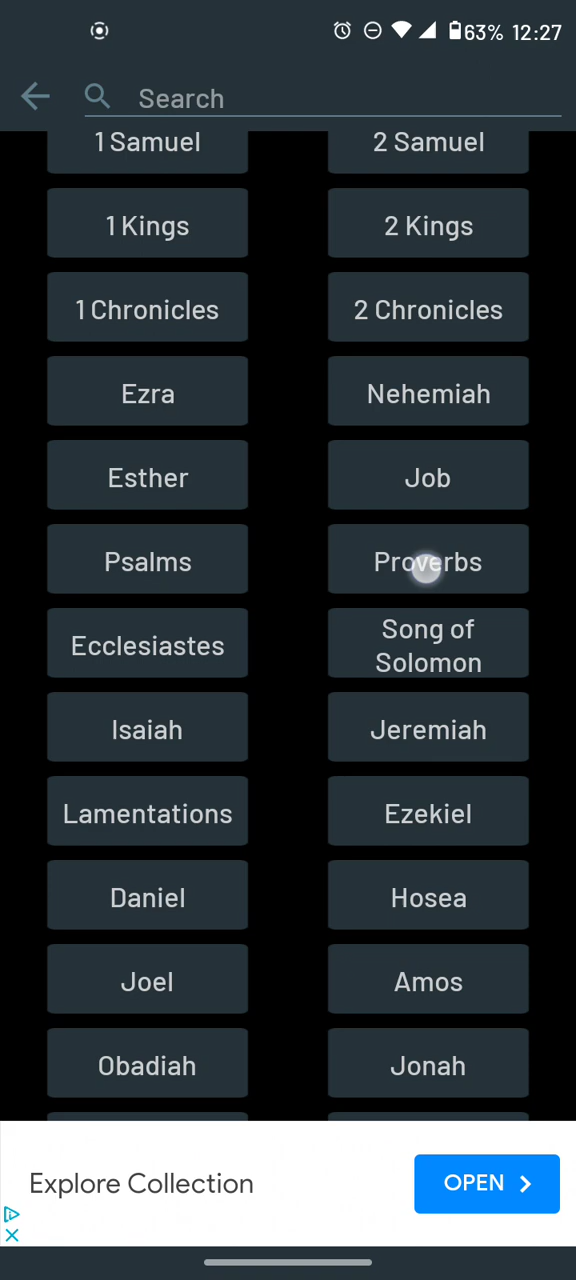 63% 12:27
Search
1 Samuel
2 Samuel
1 Kings
2 Kings
1 Chronicles
2 Chronicles
Ezra
Nehemiah
Esther
Job
Psalms
Proverbs
Ecclesiastes
Song of
Solomon
Isaiah
Jeremiah
Lamentations
Ezekiel
Daniel
Hosea
Joel
Amos
Obadiah
Jonah
Explore Collection
OPEN